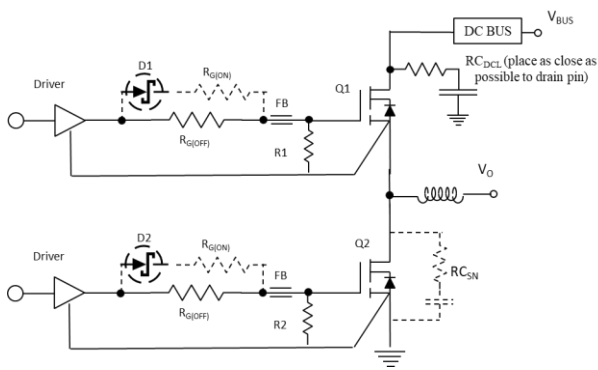 V_BUS
DC BUS
RC_DCL (place as close as
possible to drain pin)
D1
R_G(ON)
Driver
Q1
FB
R_G(OFF)
R1
V_O
D2
R_G(ON)
Driver
Q2
FB
RC_SN
R_G(OFF)
R2